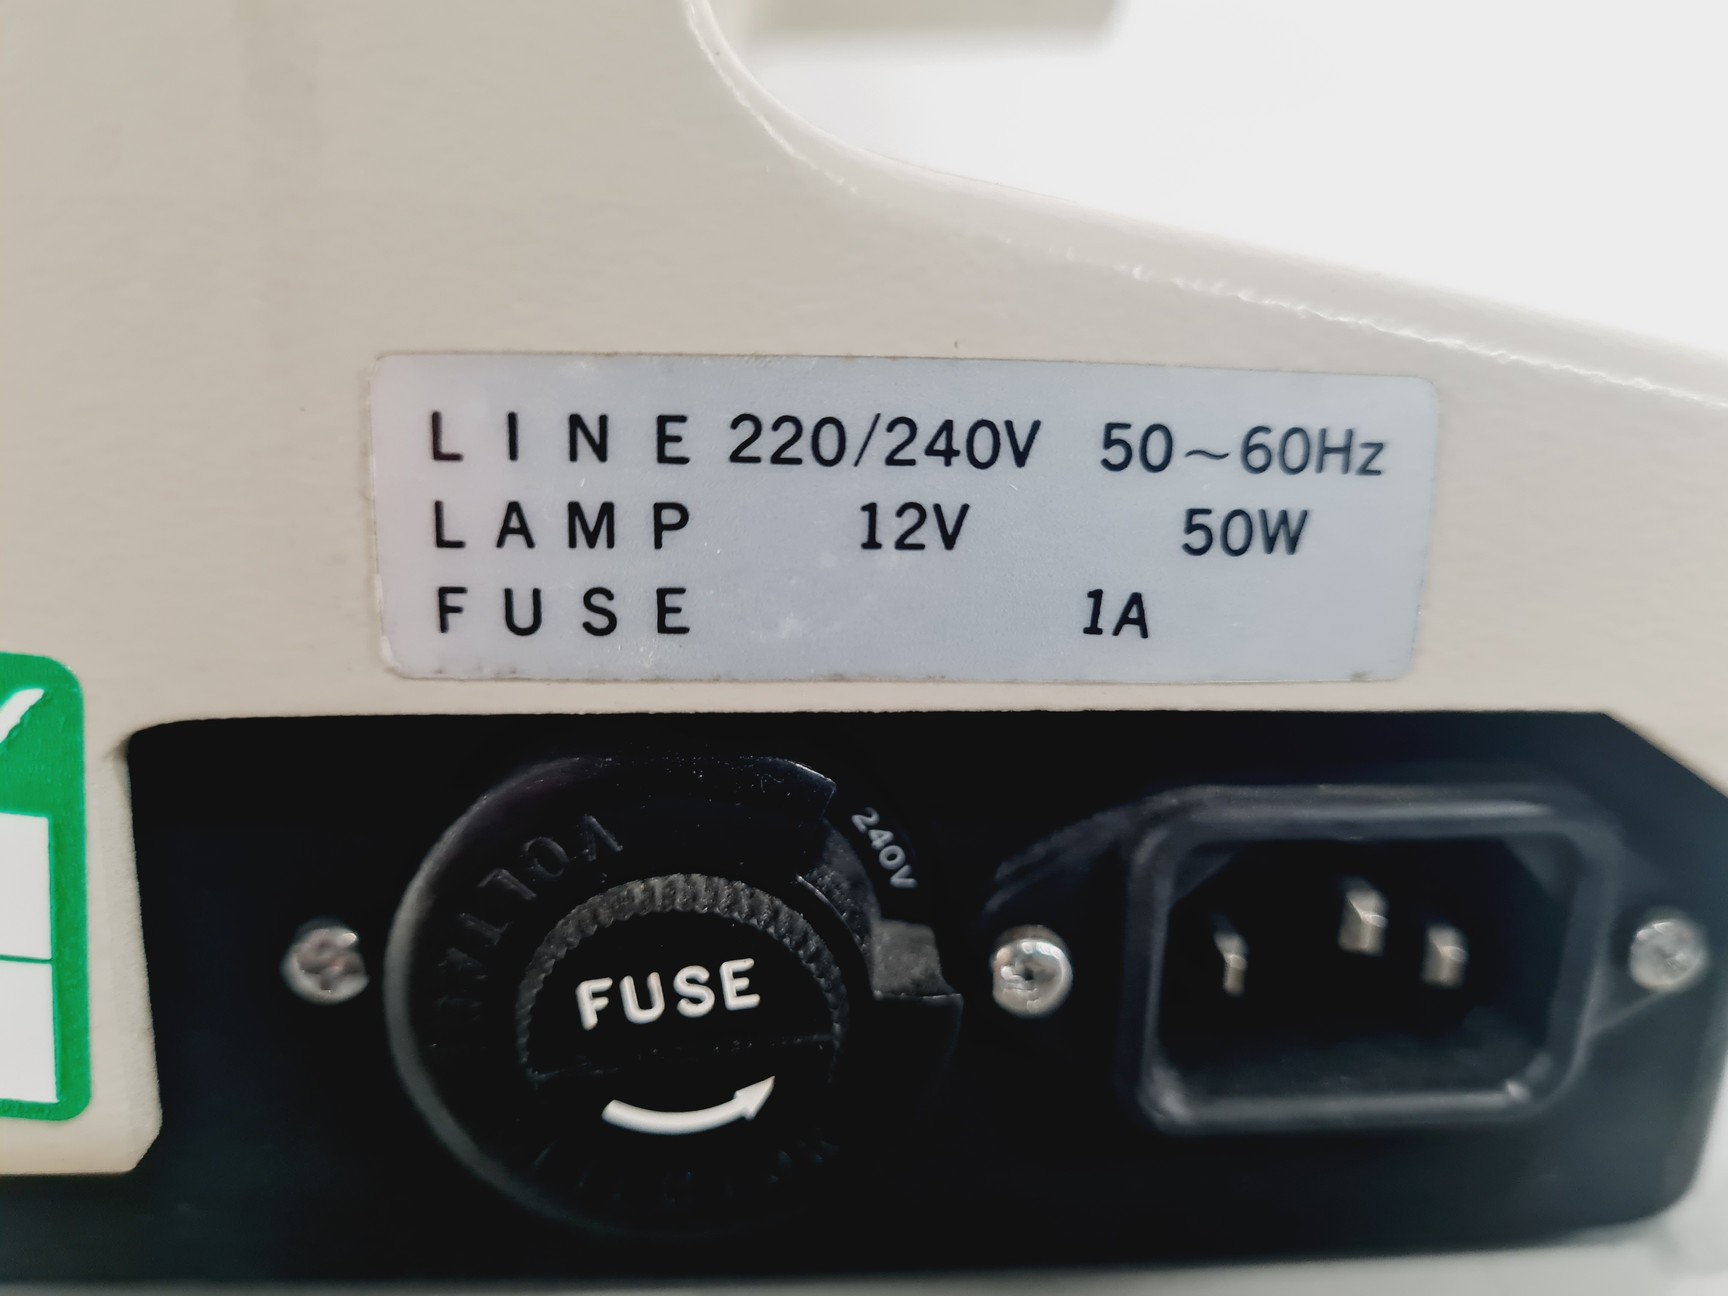 LINE 220/240V 50~60Hz
LAMP 12V 50W
FUSE 1A
240V
VOLTAGE
FUSE